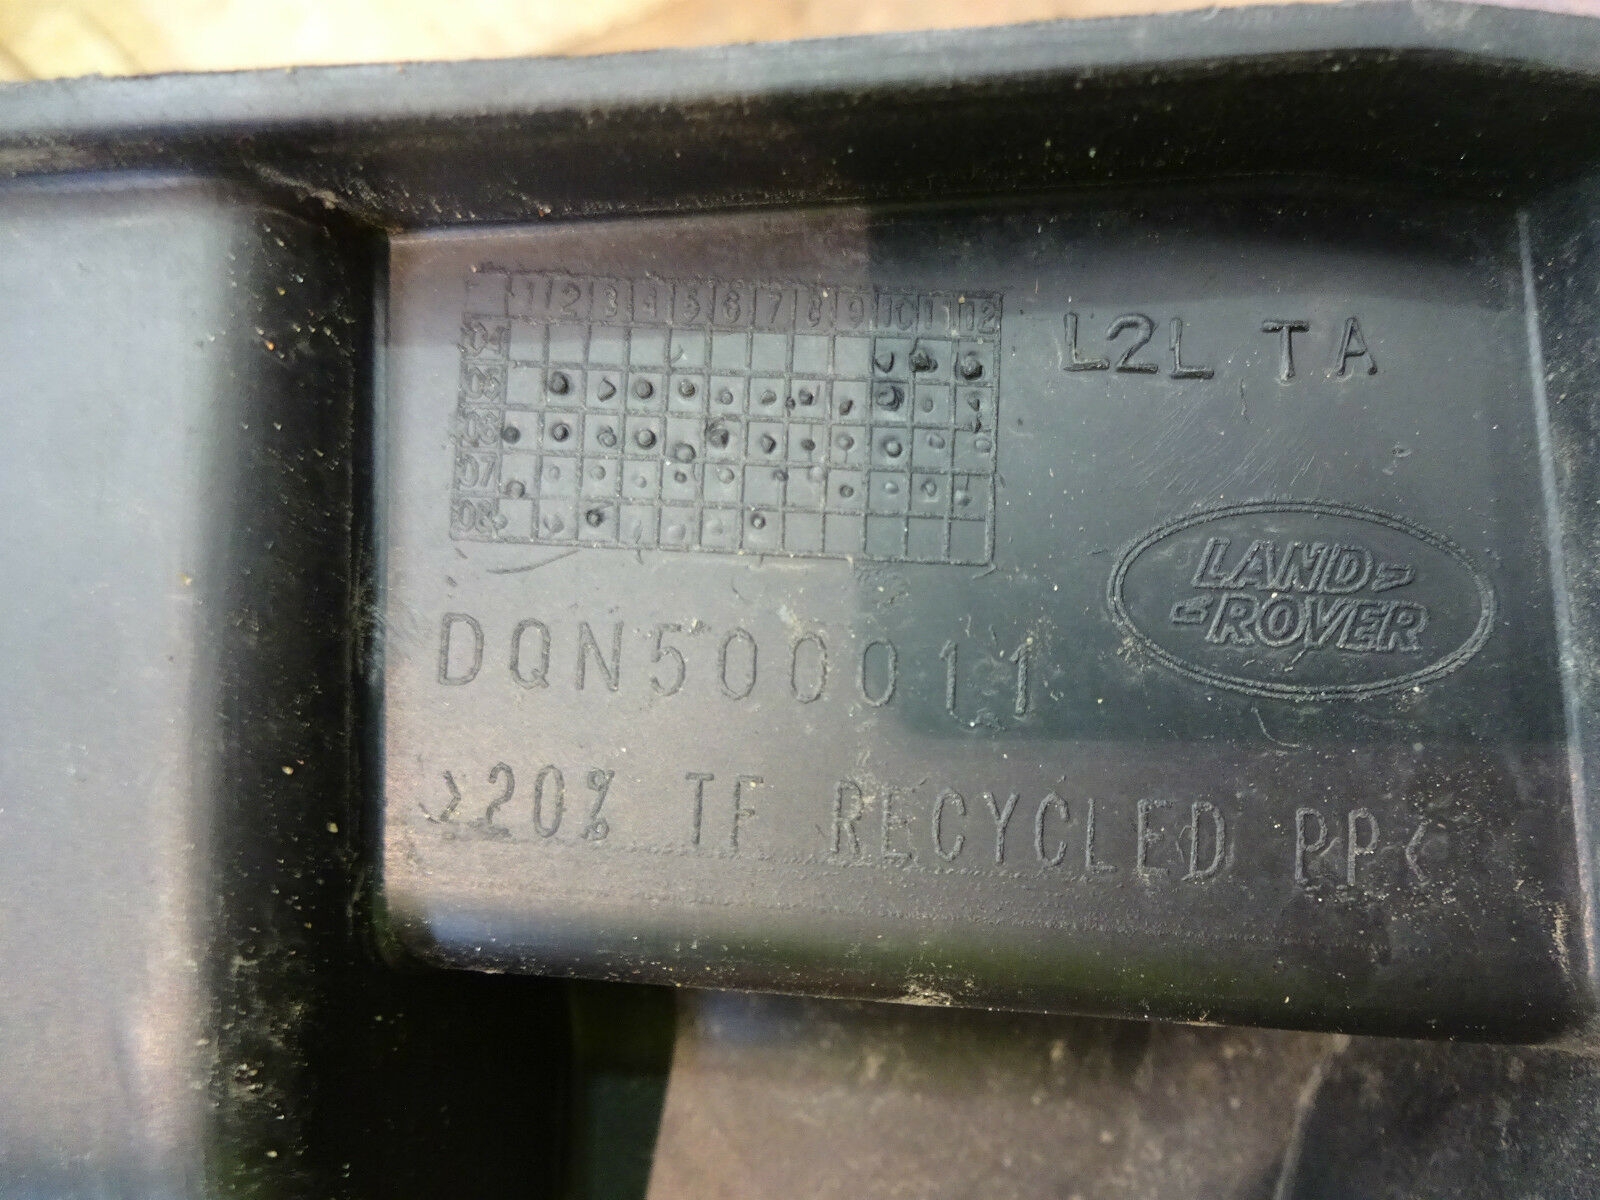 1 2 3 4 5 6 7 8 9 10 11 12
04
05
06
07
08
L2L TA
LAND
ROVER
DQN500011
>20% TF RECYCLED PP<